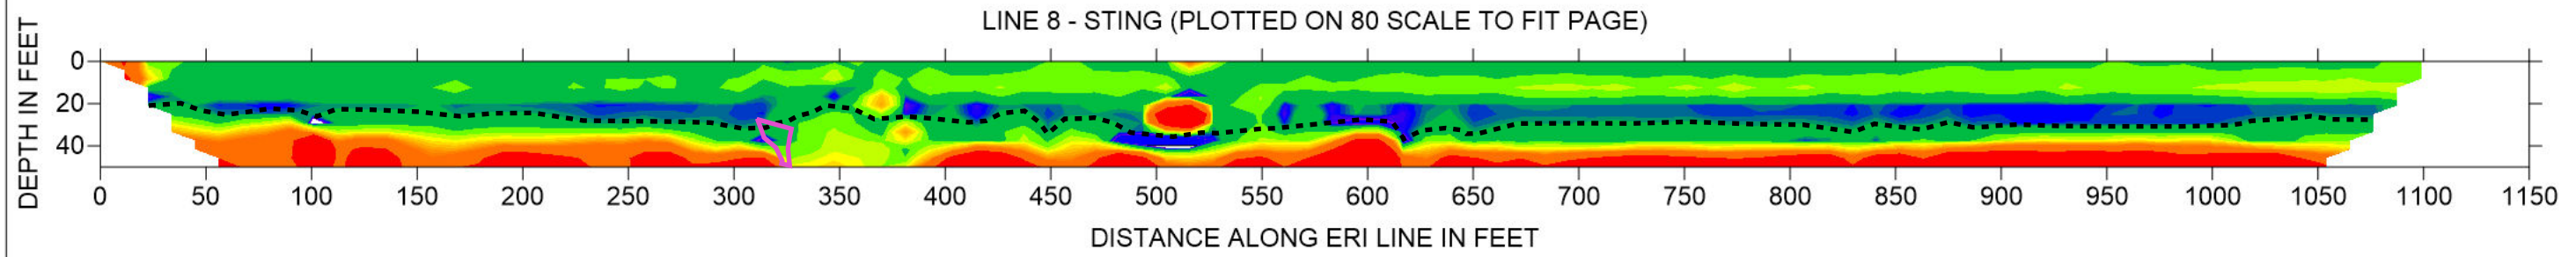 LINE 8 - STING (PLOTTED ON 80 SCALE TO FIT PAGE)
DEPTH IN FEET
0
20
40
0 50 100 150 200 250 300 350 400 450 500 550 600 650 700 750 800 850 900 950 1000 1050 1100 1150
DISTANCE ALONG ERI LINE IN FEET